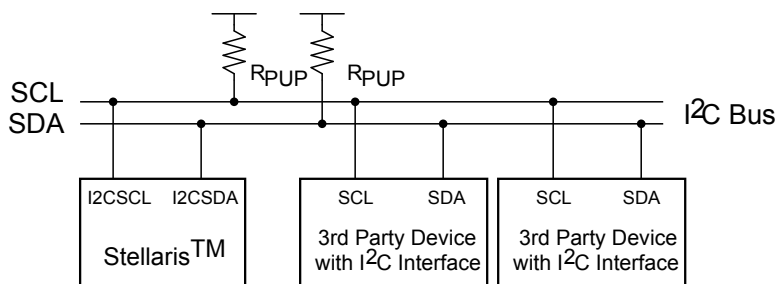 RPUP RPUP
SCL
SDA
I2C Bus
I2CSCL I2CSDA SCL SDA SCL SDA
Stellaris™
3rd Party Device
with I2C Interface
3rd Party Device
with I2C Interface